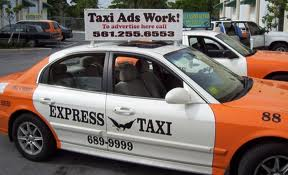 Taxi Ads Work!
To advertise here call
561.255.6553
EXPRESS TAXI
689-9999
88